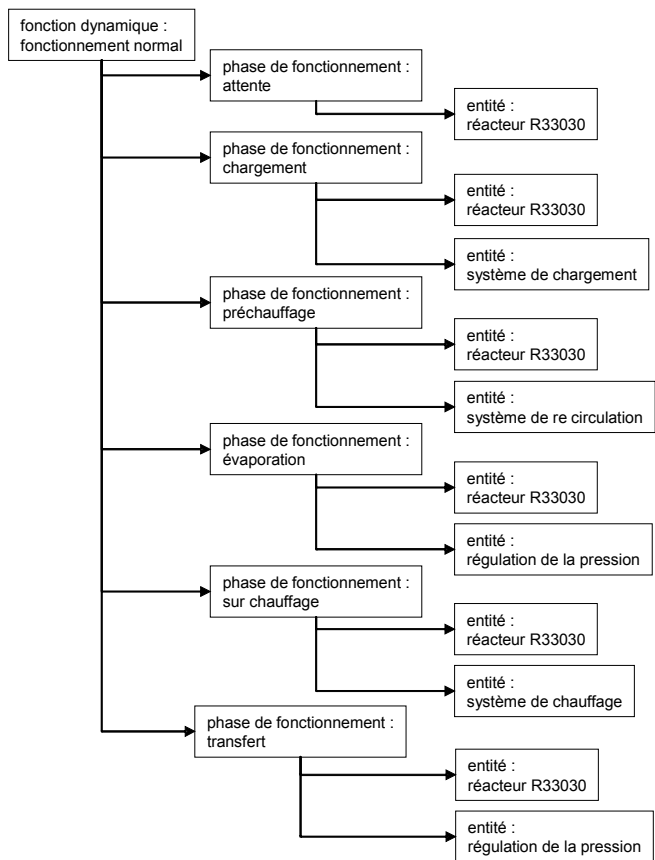 fonction dynamique :
fonctionnement normal
phase de fonctionnement :
attente
entité :
réacteur R33030
phase de fonctionnement :
chargement
entité :
réacteur R33030
entité :
système de chargement
phase de fonctionnement :
préchauffage
entité :
réacteur R33030
entité :
système de re circulation
phase de fonctionnement :
évaporation
entité :
réacteur R33030
entité :
régulation de la pression
phase de fonctionnement :
sur chauffage
entité :
réacteur R33030
entité :
système de chauffage
phase de fonctionnement :
transfert
entité :
réacteur R33030
entité :
régulation de la pression